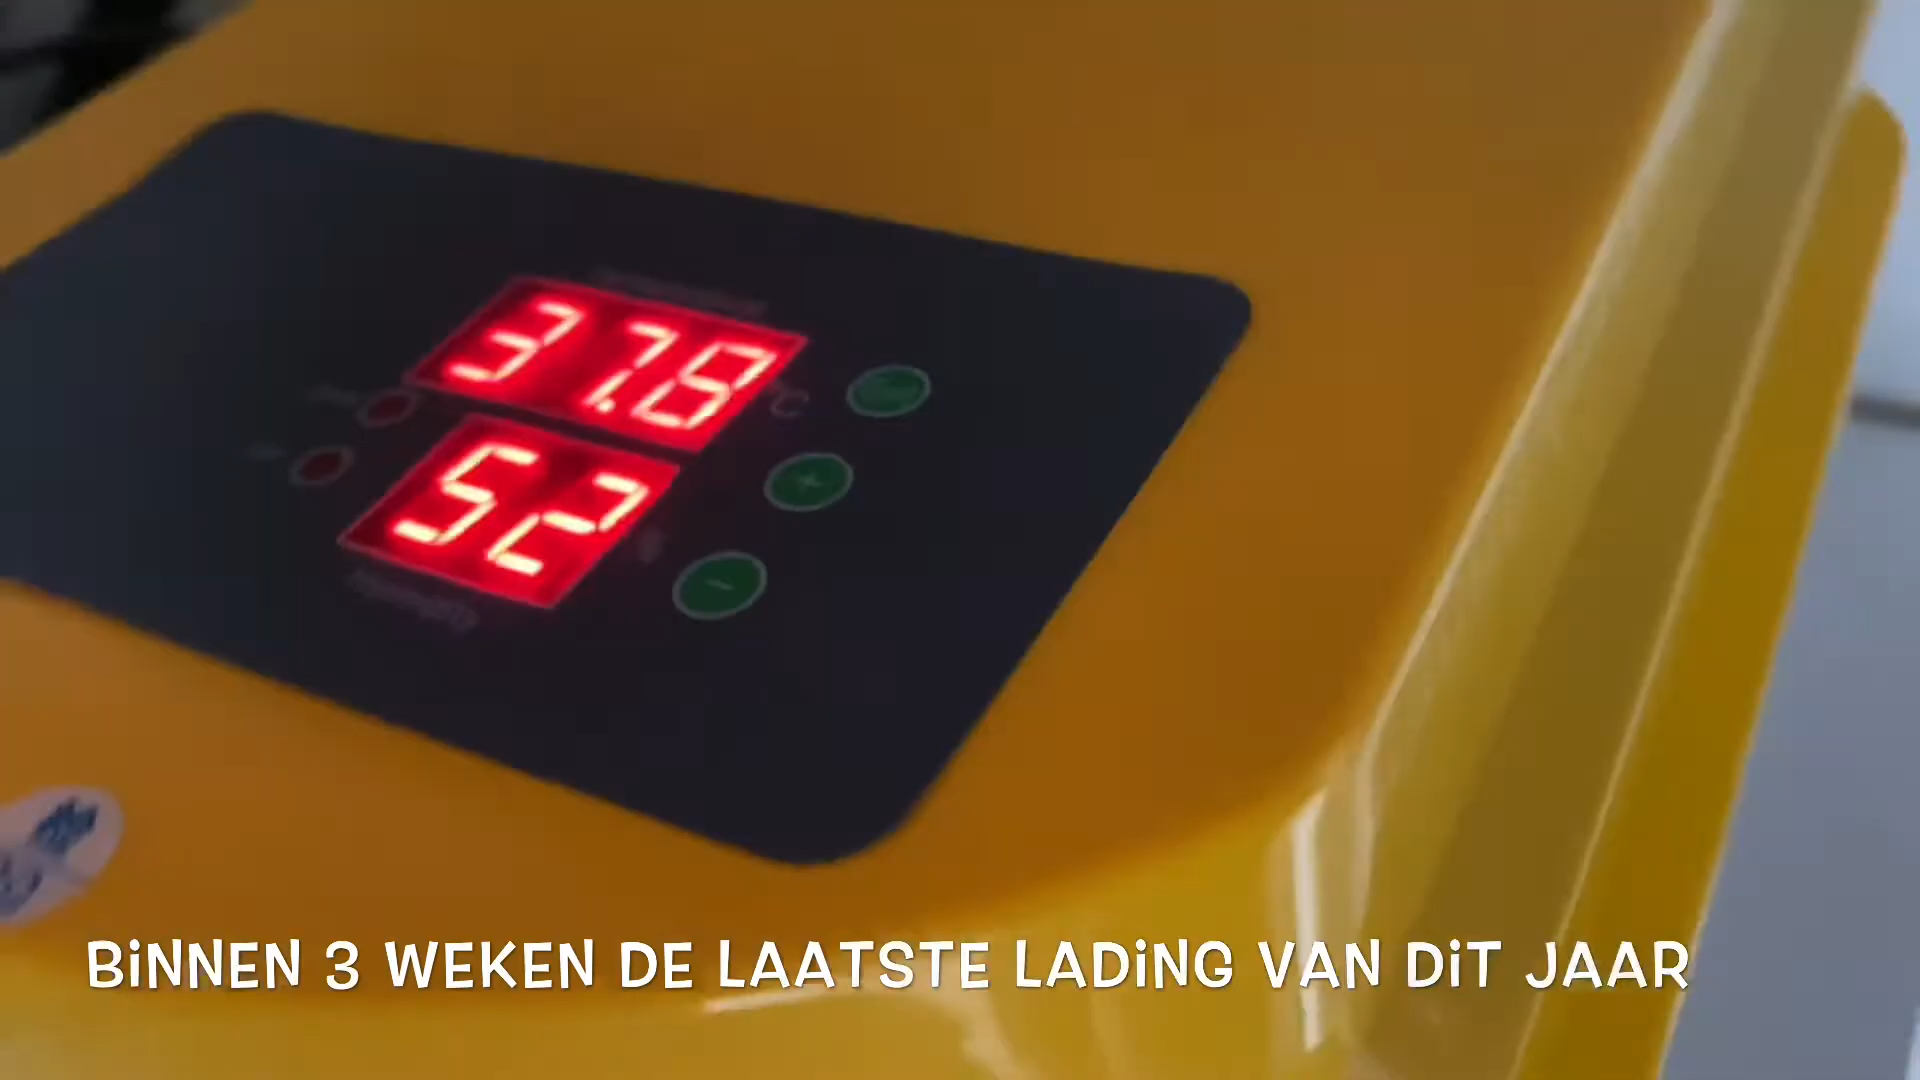 37.8
°C
52
+
-
BINNEN 3 WEKEN DE LAATSTE LADING VAN DIT JAAR